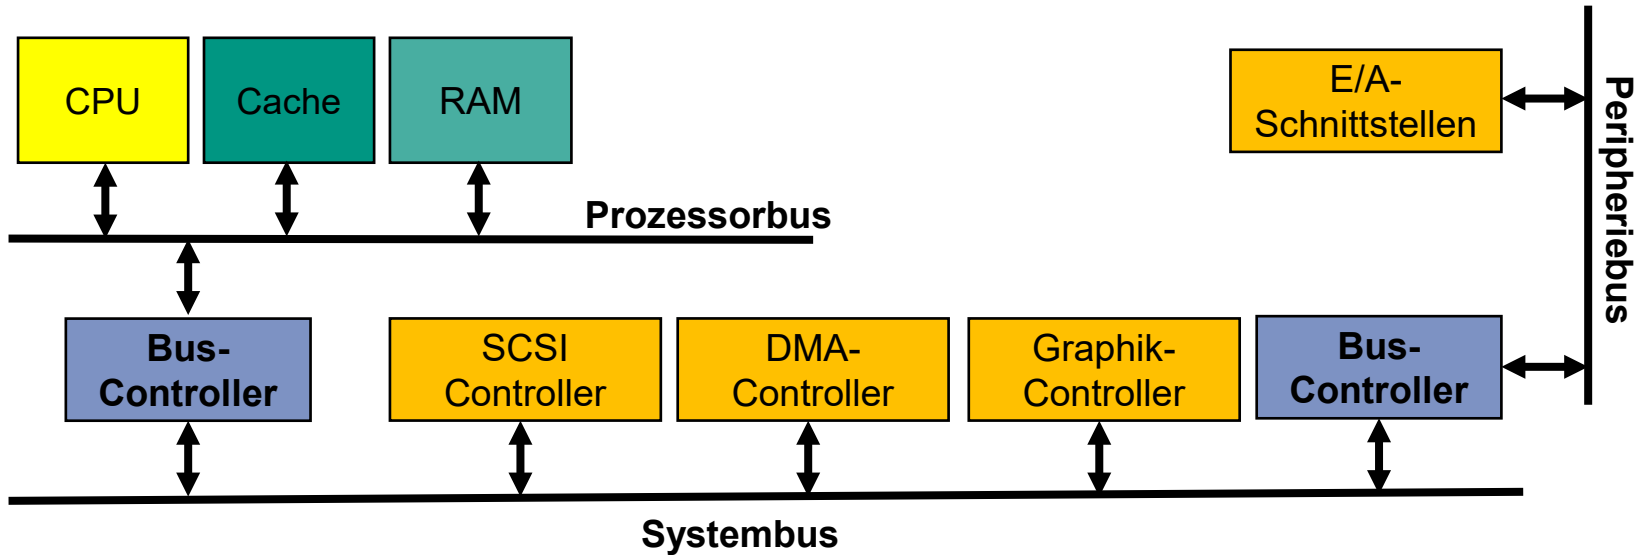 CPU
Cache
RAM
E/A-
Schnittstellen
Peripheriebus
Prozessorbus
Bus-
Controller
SCSI
Controller
DMA-
Controller
Graphik-
Controller
Bus-
Controller
Systembus